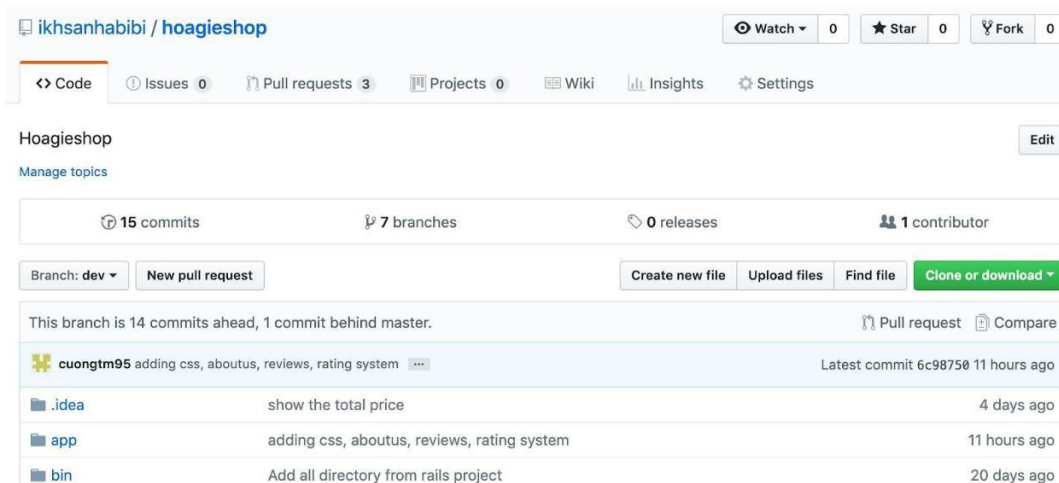 ikhsanhabibi / hoagieshop Watch 0 Star 0 Fork 0
<> Code Issues 0 Pull requests 3 Projects 0 Wiki Insights Settings
Hoagieshop Edit
Manage topics
15 commits 7 branches 0 releases 1 contributor
Branch: dev New pull request Create new file Upload files Find file Clone or download
This branch is 14 commits ahead, 1 commit behind master. Pull request Compare
cuongtm95 adding css, aboutus, reviews, rating system ... Latest commit 6c98750 11 hours ago
.idea show the total price 4 days ago
app adding css, aboutus, reviews, rating system 11 hours ago
bin Add all directory from rails project 20 days ago